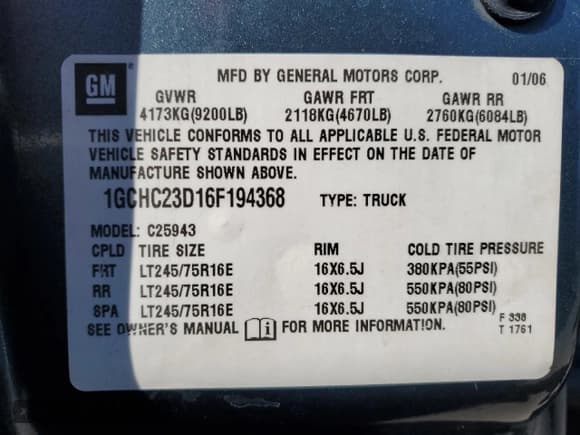 GM
MFD BY GENERAL MOTORS CORP. 01/06
GVWR GAWR FRT GAWR RR
4173KG(9200LB) 2118KG(4670LB) 2760KG(6084LB)
THIS VEHICLE CONFORMS TO ALL APPLICABLE U.S. FEDERAL MOTOR
VEHICLE SAFETY STANDARDS IN EFFECT ON THE DATE OF
MANUFACTURE SHOWN ABOVE.
1GCHC23D16F194368 TYPE: TRUCK
MODEL: C25943
CPLD TIRE SIZE RIM COLD TIRE PRESSURE
FRT LT245/75R16E 16X6.5J 380KPA(55PSI)
RR LT245/75R16E 16X6.5J 550KPA(80PSI)
SPA LT245/75R16E 16X6.5J 550KPA(80PSI)
SEE OWNER'S MANUAL i FOR MORE INFORMATION.
F 338
T 1761